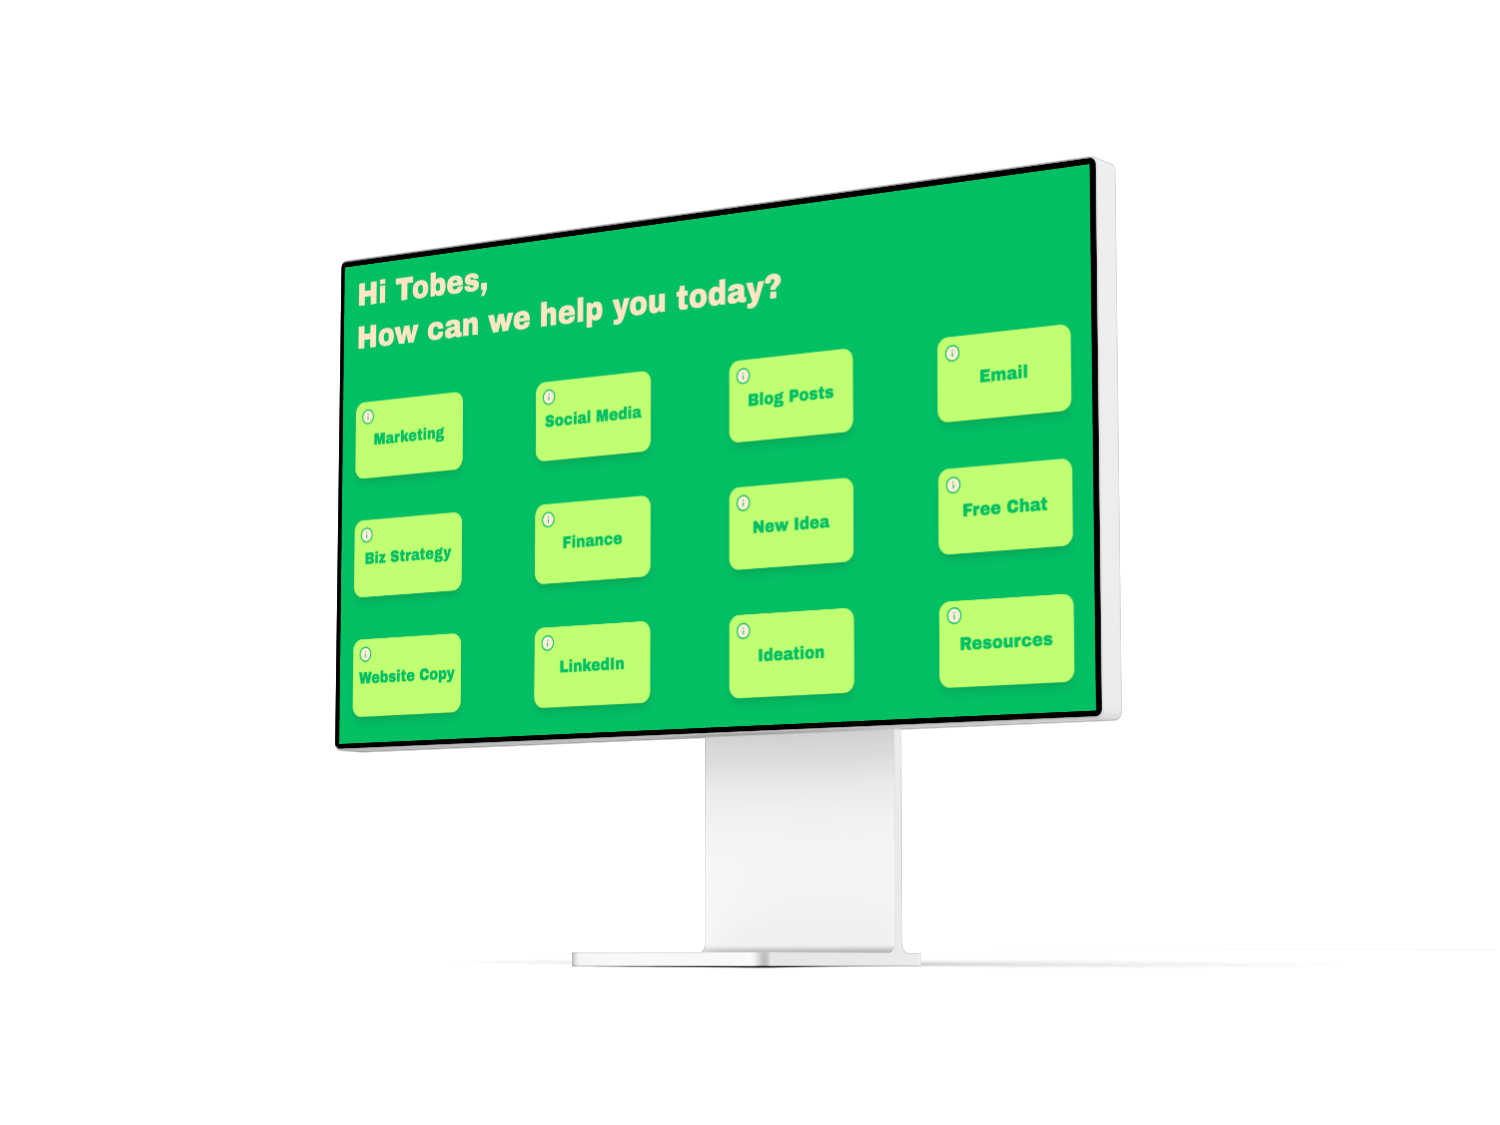 Hi Tobes,
How can we help you today?
Marketing
Social Media
Blog Posts
Email
Biz Strategy
Finance
New Idea
Free Chat
Website Copy
LinkedIn
Ideation
Resources